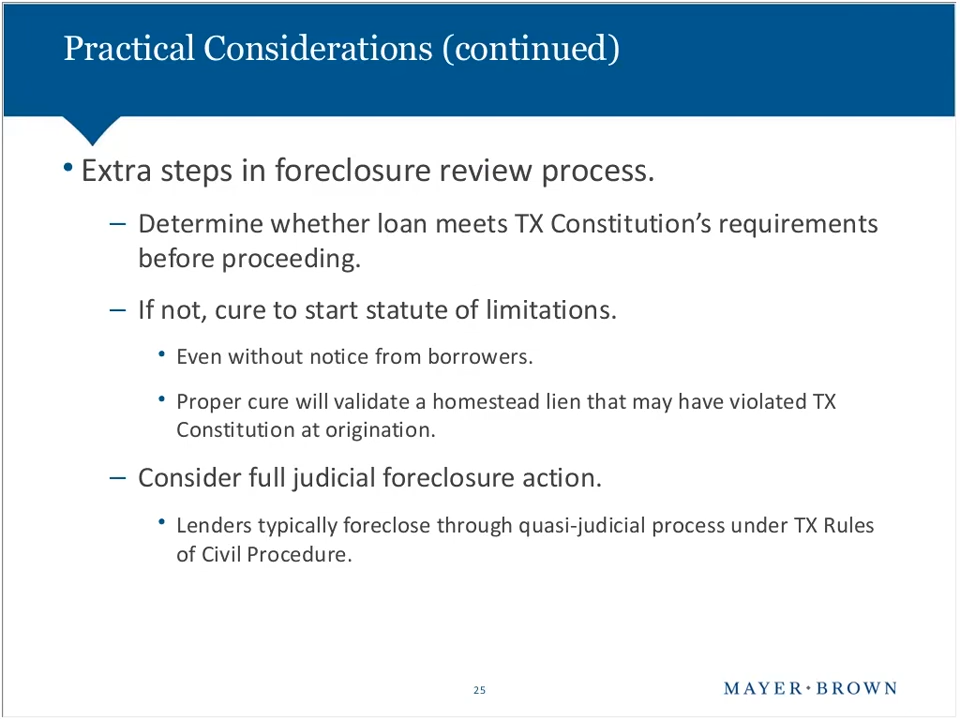 Practical Considerations (continued)
• Extra steps in foreclosure review process.
– Determine whether loan meets TX Constitution’s requirements
before proceeding.
– If not, cure to start statute of limitations.
• Even without notice from borrowers.
• Proper cure will validate a homestead lien that may have violated TX
Constitution at origination.
– Consider full judicial foreclosure action.
• Lenders typically foreclose through quasi-judicial process under TX Rules
of Civil Procedure.
25
MAYER • BROWN